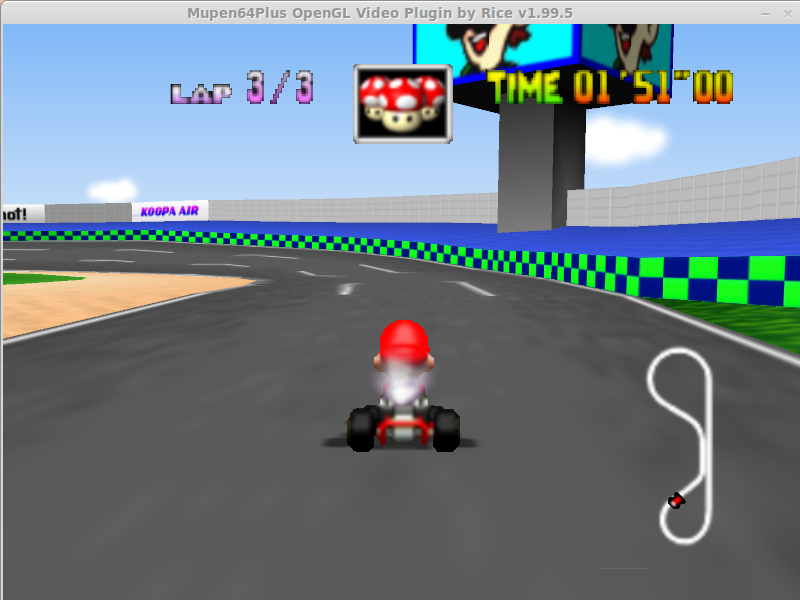 Mupen64Plus OpenGL Video Plugin by Rice v1.99.5
LAP 3/3
TIME 01'51"00
hot!
KOOPA AIR